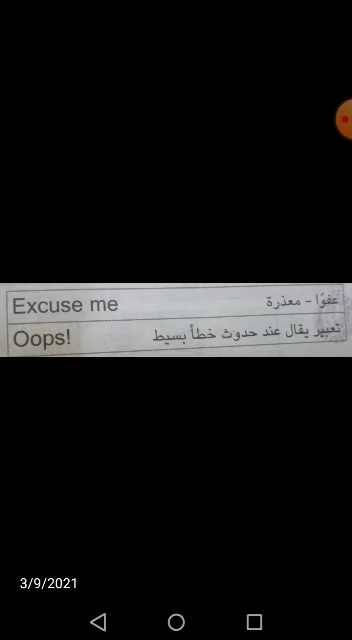 Excuse me عفوًا - معذرة
Oops! تعبير يقال عند حدوث خطأ بسيط
3/9/2021